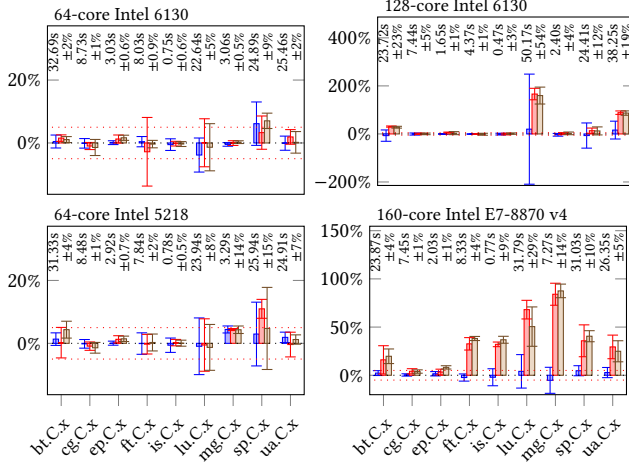 64-core Intel 6130
32.69s ±2% 8.73s ±1% 3.03s ±0.6% 8.03s ±0.9% 0.75s ±0.6% 22.64s ±5% 3.06s ±0.5% 24.89s ±9% 25.46s ±2%
20%
0%
128-core Intel 6130
23.72s ±23% 7.44s ±5% 1.65s ±1% 4.37s ±1% 0.47s ±3% 50.17s ±54% 2.40s ±4% 24.41s ±12% 38.25s ±19%
400%
200%
0%
−200%
64-core Intel 5218
31.33s ±4% 8.48s ±1% 2.92s ±0.7% 7.84s ±2% 0.78s ±0.5% 23.94s ±8% 3.29s ±14% 25.94s ±15% 24.91s ±7%
20%
0%
bt.C.x cg.C.x ep.C.x ft.C.x is.C.x lu.C.x mg.C.x sp.C.x ua.C.x
160-core Intel E7-8870 v4
23.87s ±4% 7.45s ±1% 2.03s ±1% 8.33s ±4% 0.77s ±9% 31.79s ±29% 7.27s ±14% 31.03s ±10% 26.35s ±5%
150%
100%
50%
0%
bt.C.x cg.C.x ep.C.x ft.C.x is.C.x lu.C.x mg.C.x sp.C.x ua.C.x